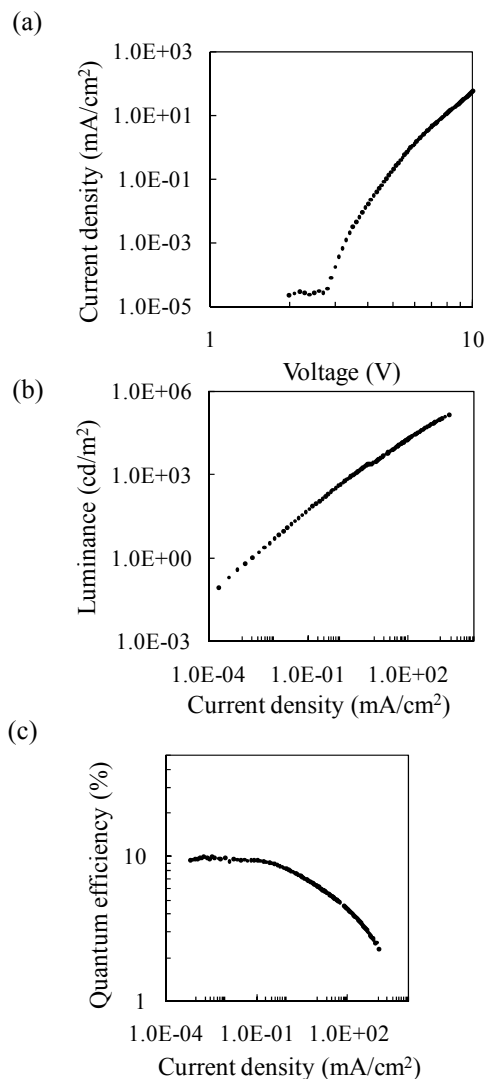 (a)
Current density (mA/cm²)
1.0E+03
1.0E+01
1.0E-01
1.0E-03
1.0E-05
1
10
Voltage (V)
(b)
Luminance (cd/m²)
1.0E+06
1.0E+03
1.0E+00
1.0E-03
1.0E-04 1.0E-01 1.0E+02
Current density (mA/cm²)
(c)
Quantum efficiency (%)
10
1
1.0E-04 1.0E-01 1.0E+02
Current density (mA/cm²)